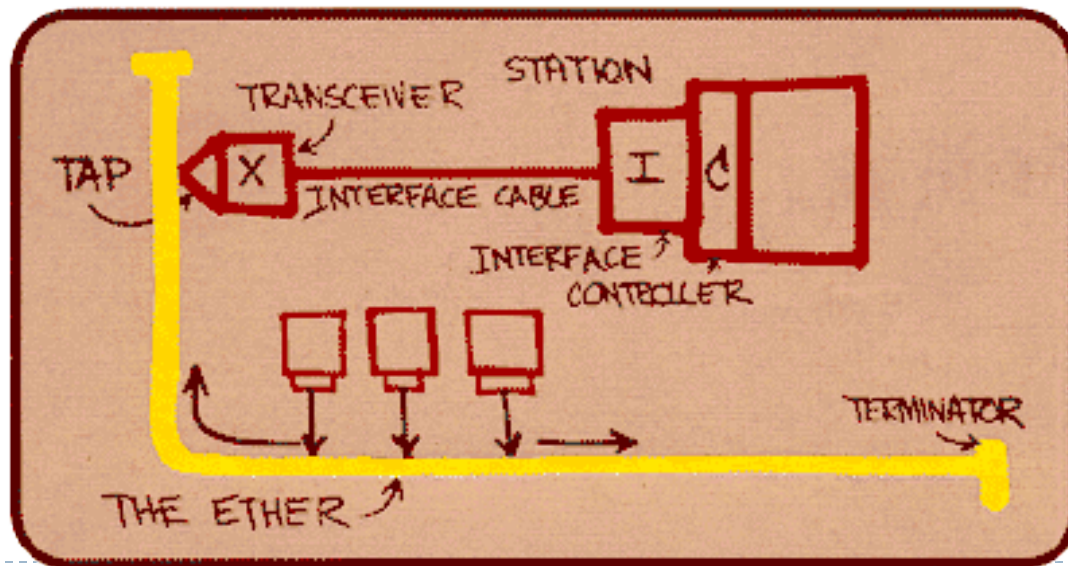 STATION
TRANSCEIVER
TAP
X
I
C
INTERFACE CABLE
INTERFACE
CONTROLLER
TERMINATOR
THE ETHER